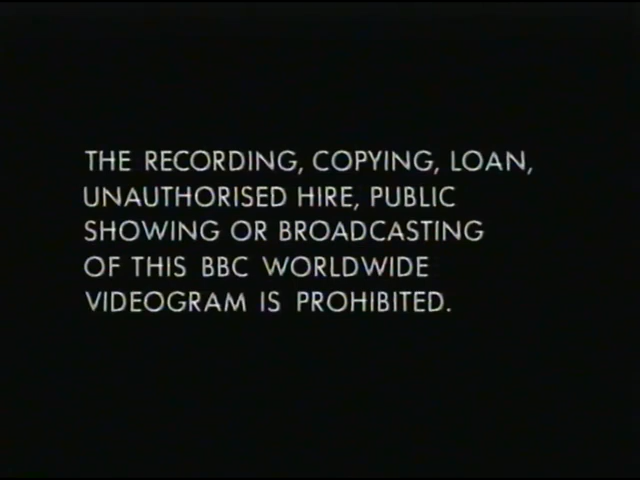 THE RECORDING, COPYING, LOAN,
UNAUTHORISED HIRE, PUBLIC
SHOWING OR BROADCASTING
OF THIS BBC WORLDWIDE
VIDEOGRAM IS PROHIBITED.